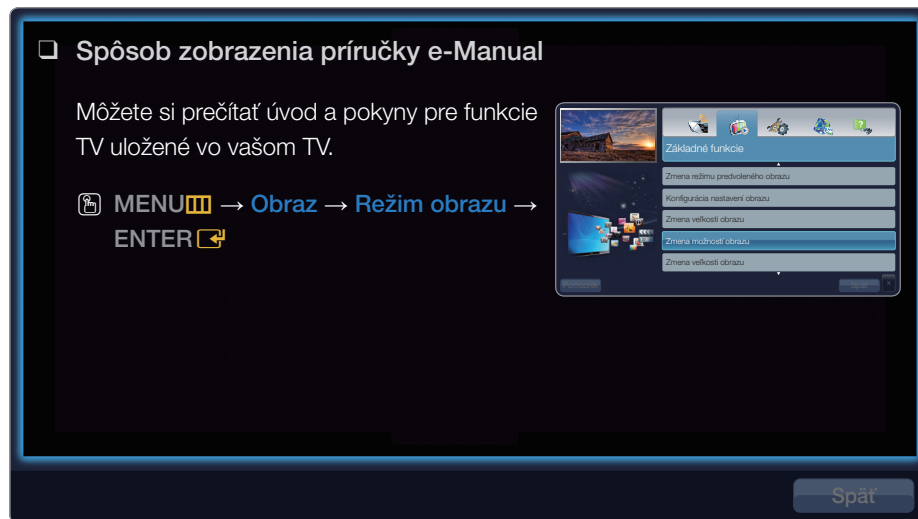 ❑ Spôsob zobrazenia príručky e-Manual
Môžete si prečítať úvod a pokyny pre funkcie
TV uložené vo vašom TV.
MENU → Obraz → Režim obrazu →
ENTER
Základné funkcie
Zmena režimu predvoleného obrazu
Konfigurácia nastavení obrazu
Zmena veľkosti obrazu
Zmena možností obrazu
Zmena veľkosti obrazu
Späť
Späť